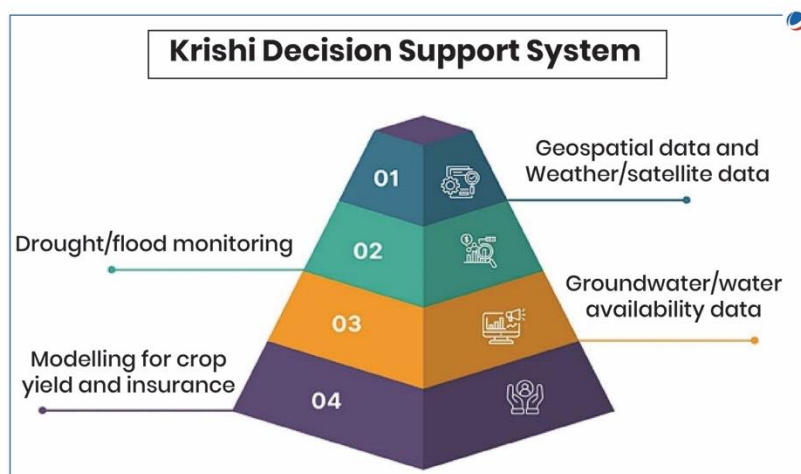 Krishi Decision Support System
01
Geospatial data and
Weather/satellite data
Drought/flood monitoring
02
Groundwater/water
availability data
03
Modelling for crop
yield and insurance
04